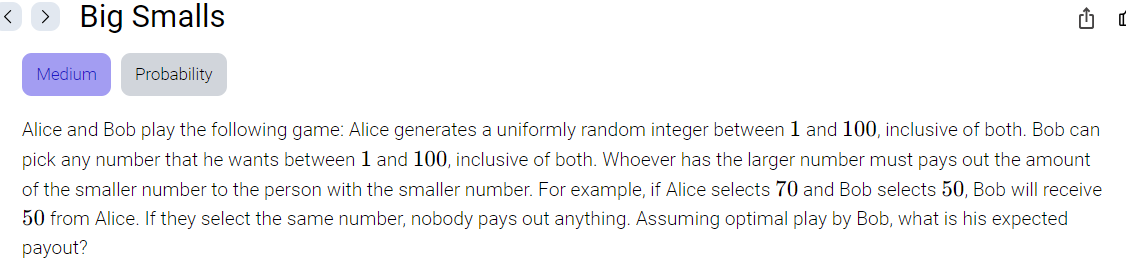 Big Smalls
Medium Probability
Alice and Bob play the following game: Alice generates a uniformly random integer between 1 and 100, inclusive of both. Bob can
pick any number that he wants between 1 and 100, inclusive of both. Whoever has the larger number must pays out the amount
of the smaller number to the person with the smaller number. For example, if Alice selects 70 and Bob selects 50, Bob will receive
50 from Alice. If they select the same number, nobody pays out anything. Assuming optimal play by Bob, what is his expected
payout?